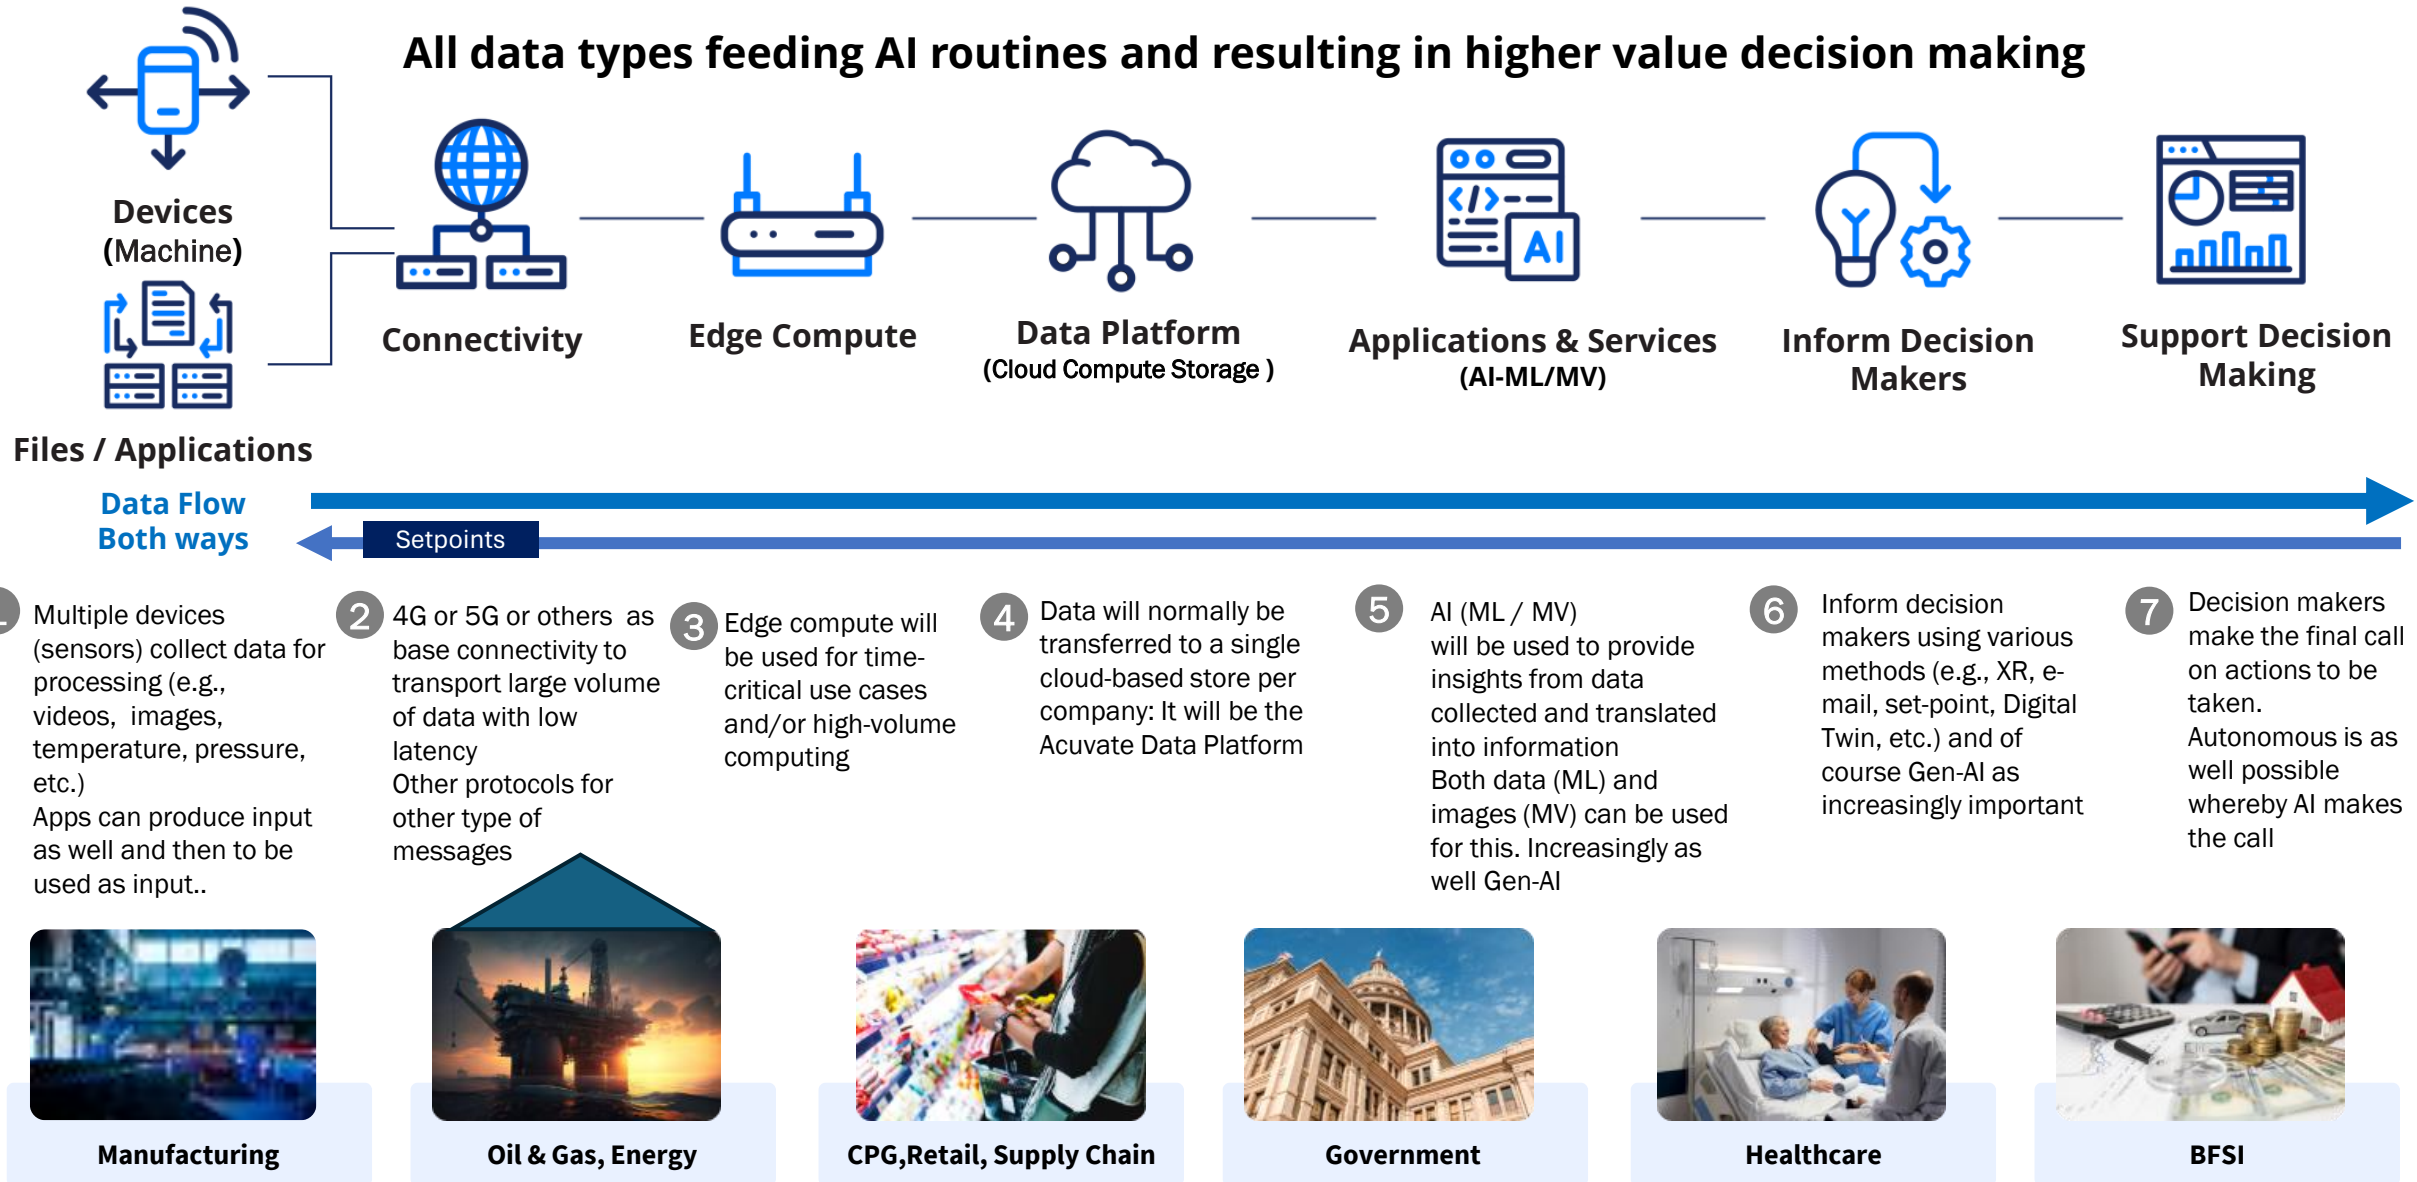 All data types feeding AI routines and resulting in higher value decision making
Devices
(Machine)
Files / Applications
Connectivity
Edge Compute
Data Platform
(Cloud Compute Storage )
</>
AI
Applications & Services
(AI-ML/MV)
Inform Decision
Makers
Support Decision
Making
Data Flow
Both ways
Setpoints
1
Multiple devices
(sensors) collect data for
processing (e.g.,
videos, images,
temperature, pressure,
etc.)
Apps can produce input
as well and then to be
used as input..
2
4G or 5G or others as
base connectivity to
transport large volume
of data with low
latency
Other protocols for
other type of
messages
3
Edge compute will
be used for time-
critical use cases
and/or high-volume
computing
4
Data will normally be
transferred to a single
cloud-based store per
company: It will be the
Acuvate Data Platform
5
AI (ML / MV)
will be used to provide
insights from data
collected and translated
into information
Both data (ML) and
images (MV) can be used
for this. Increasingly as
well Gen-AI
6
Inform decision
makers using various
methods (e.g., XR, e-
mail, set-point, Digital
Twin, etc.) and of
course Gen-AI as
increasingly important
7
Decision makers
make the final call
on actions to be
taken.
Autonomous is as
well possible
whereby AI makes
the call
Manufacturing
Oil & Gas, Energy
CPG,Retail, Supply Chain
Government
Healthcare
BFSI